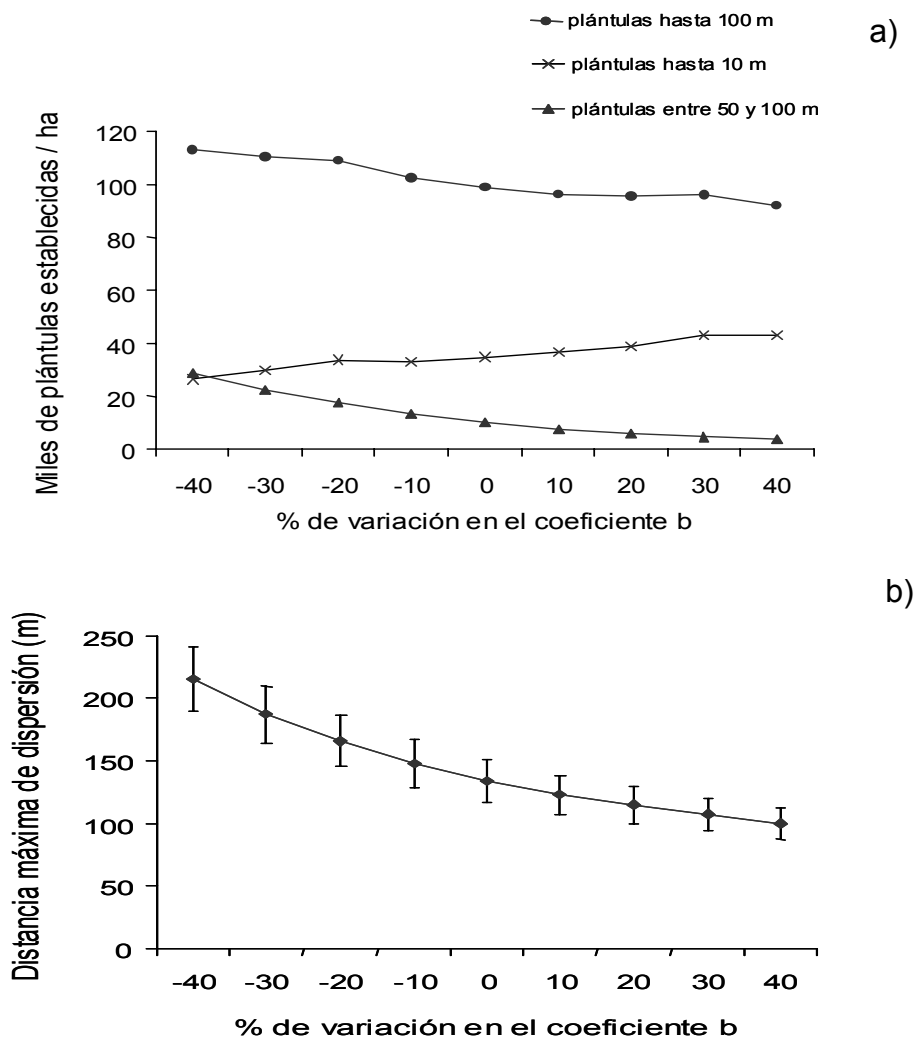 plántulas hasta 100 m
a)
plántulas hasta 10 m
plántulas entre 50 y 100 m
Miles de plántulas establecidas / ha
120
100
80
60
40
20
0
-40 -30 -20 -10 0 10 20 30 40
% de variación en el coeficiente b
b)
Distancia máxima de dispersión (m)
250
200
150
100
50
0
-40 -30 -20 -10 0 10 20 30 40
% de variación en el coeficiente b